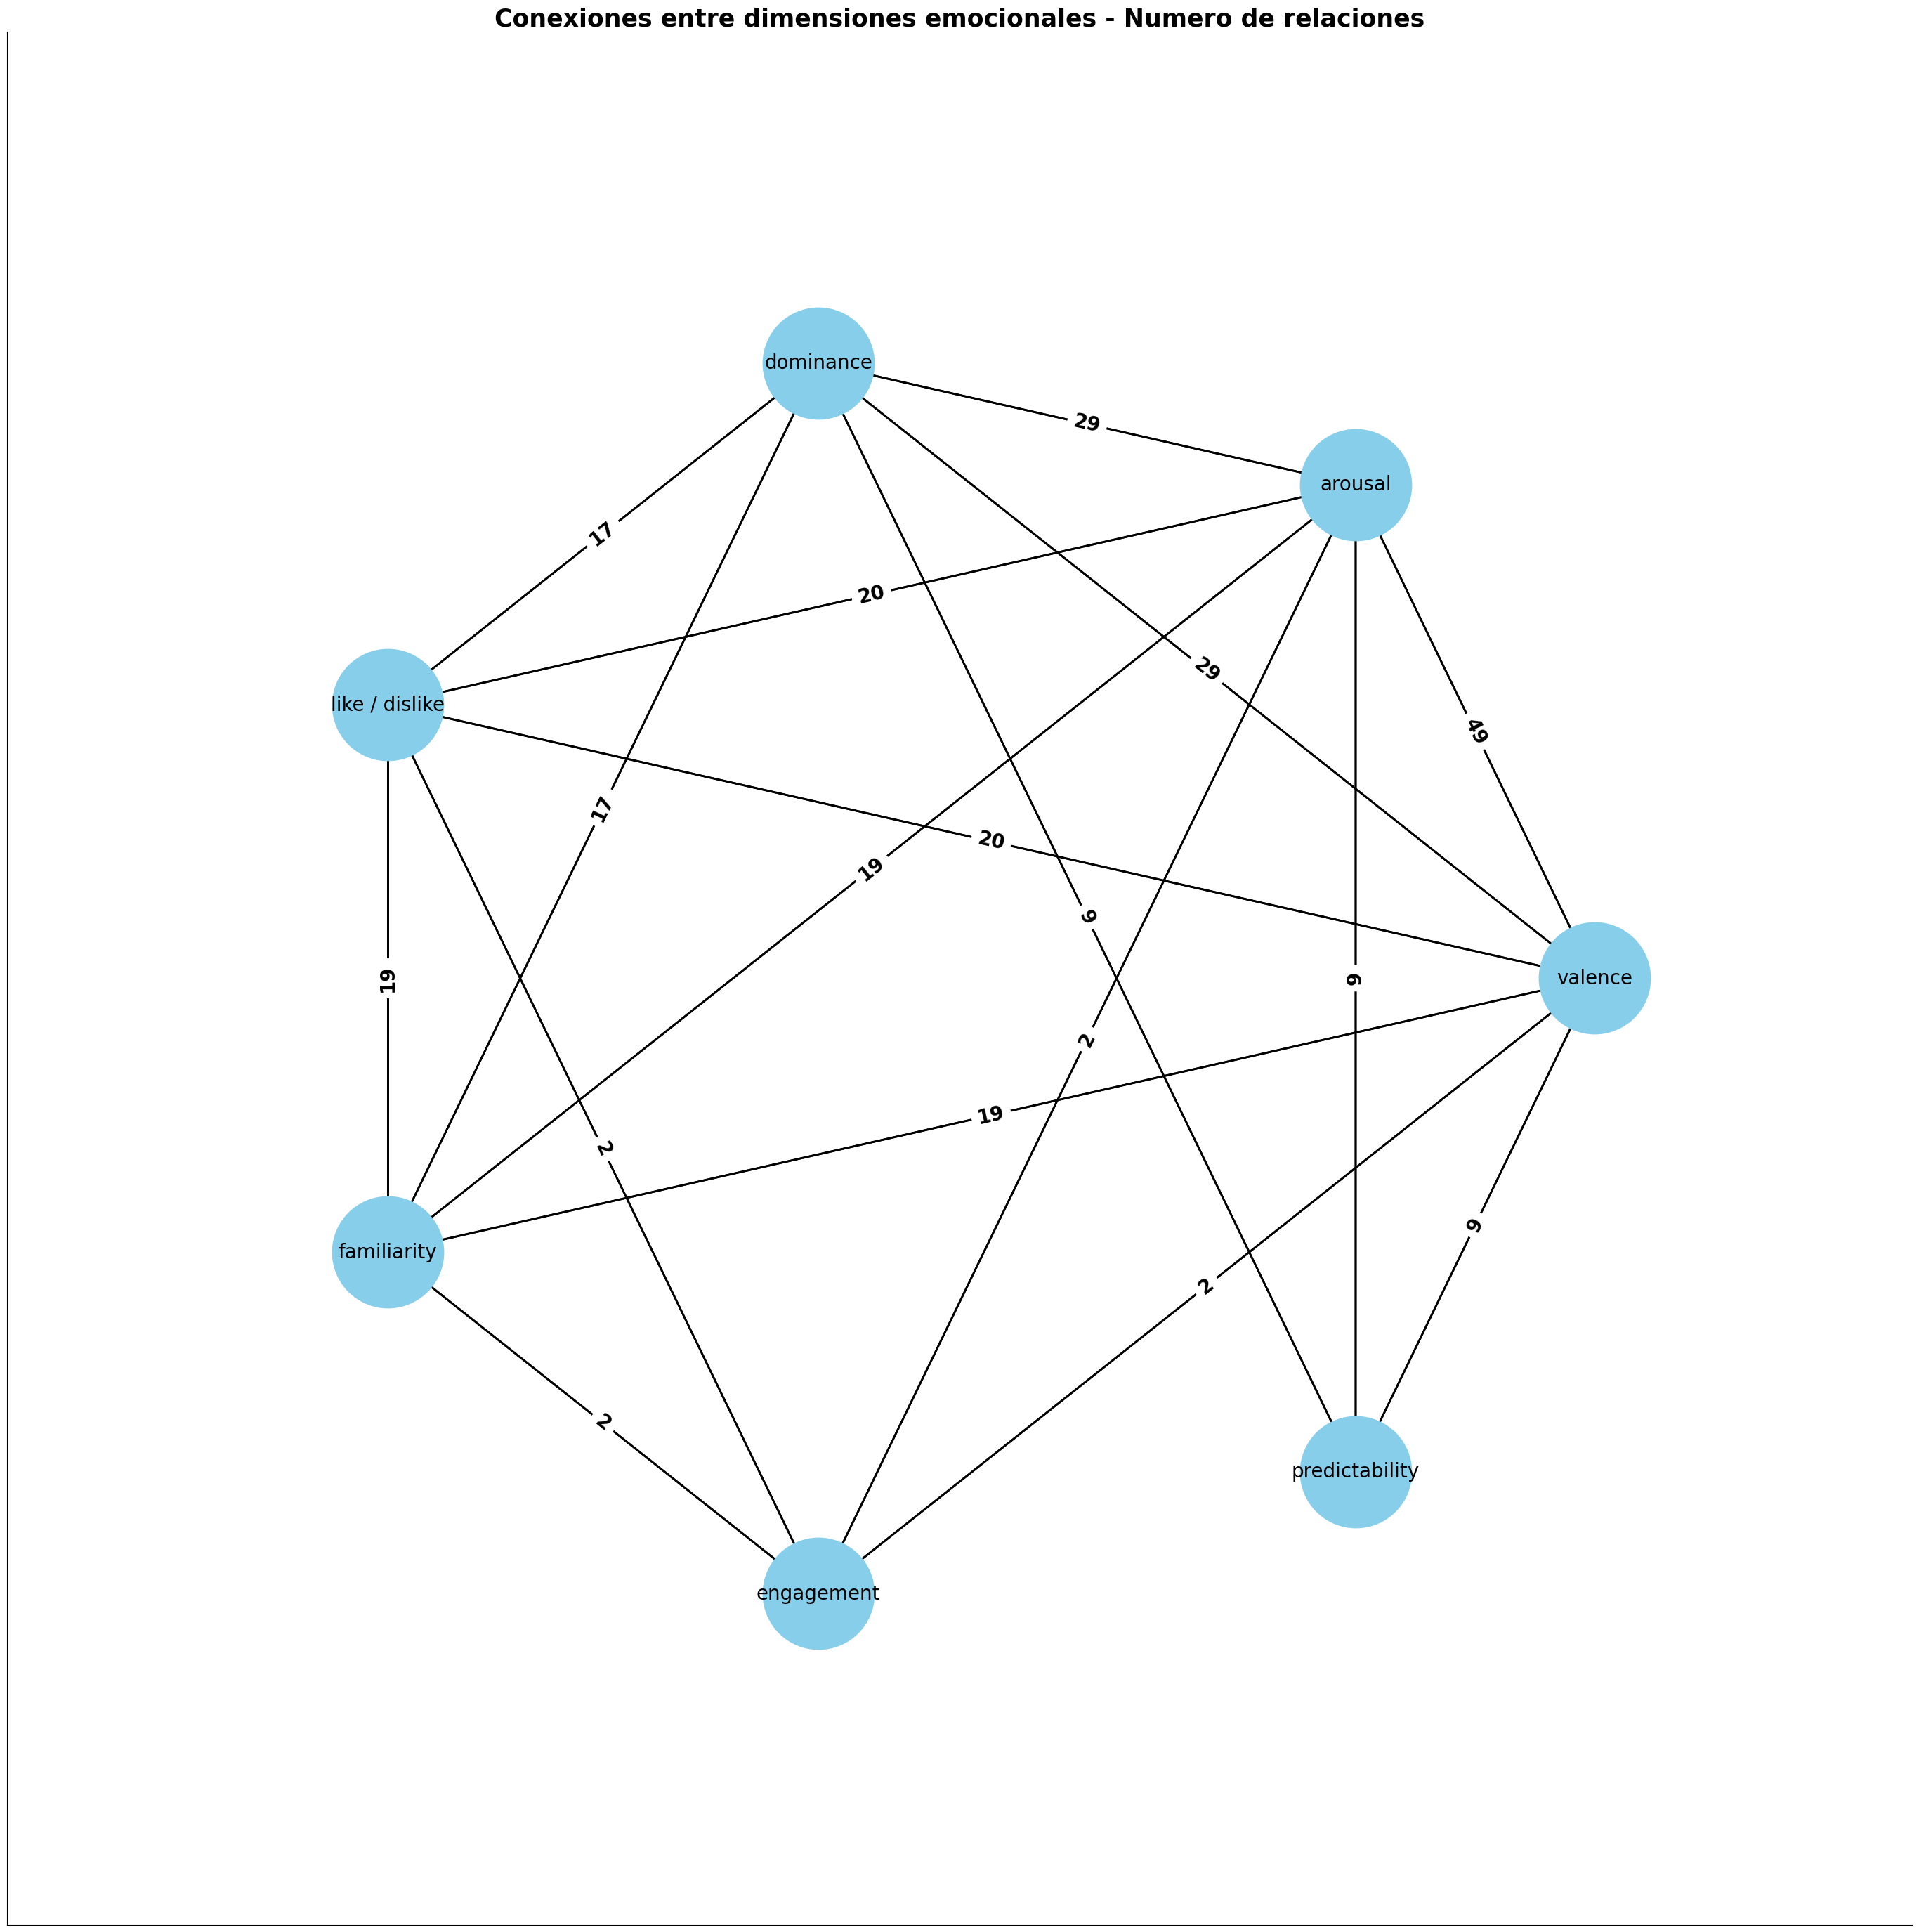 Conexiones entre dimensiones emocionales - Numero de relaciones
dominance
29
arousal
17
20
29
like / dislike
49
17
20
19
9
valence
19
9
2
19
2
9
familiarity
2
2
predictability
engagement